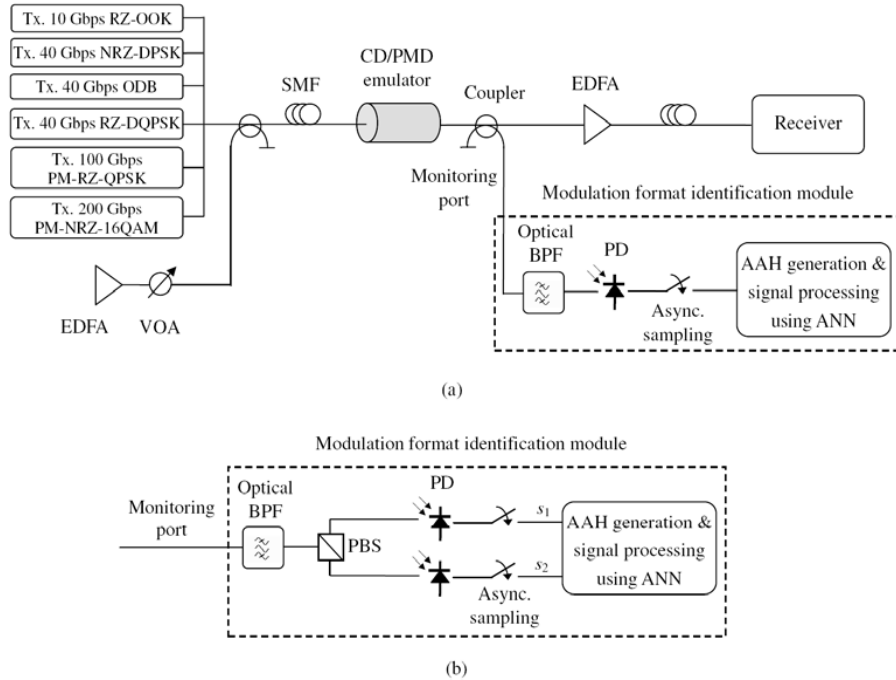 Tx. 10 Gbps RZ-OOK
Tx. 40 Gbps NRZ-DPSK
Tx. 40 Gbps ODB
Tx. 40 Gbps RZ-DQPSK
Tx. 100 Gbps
PM-RZ-QPSK
Tx. 200 Gbps
PM-NRZ-16QAM
EDFA
VOA
SMF
CD/PMD
emulator
Coupler
EDFA
Receiver
Monitoring
port
Modulation format identification module
Optical
BPF
PD
Async.
sampling
AAH generation &
signal processing
using ANN
(a)
Modulation format identification module
Monitoring
port
Optical
BPF
PBS
PD
s1
s2
Async.
sampling
AAH generation &
signal processing
using ANN
(b)